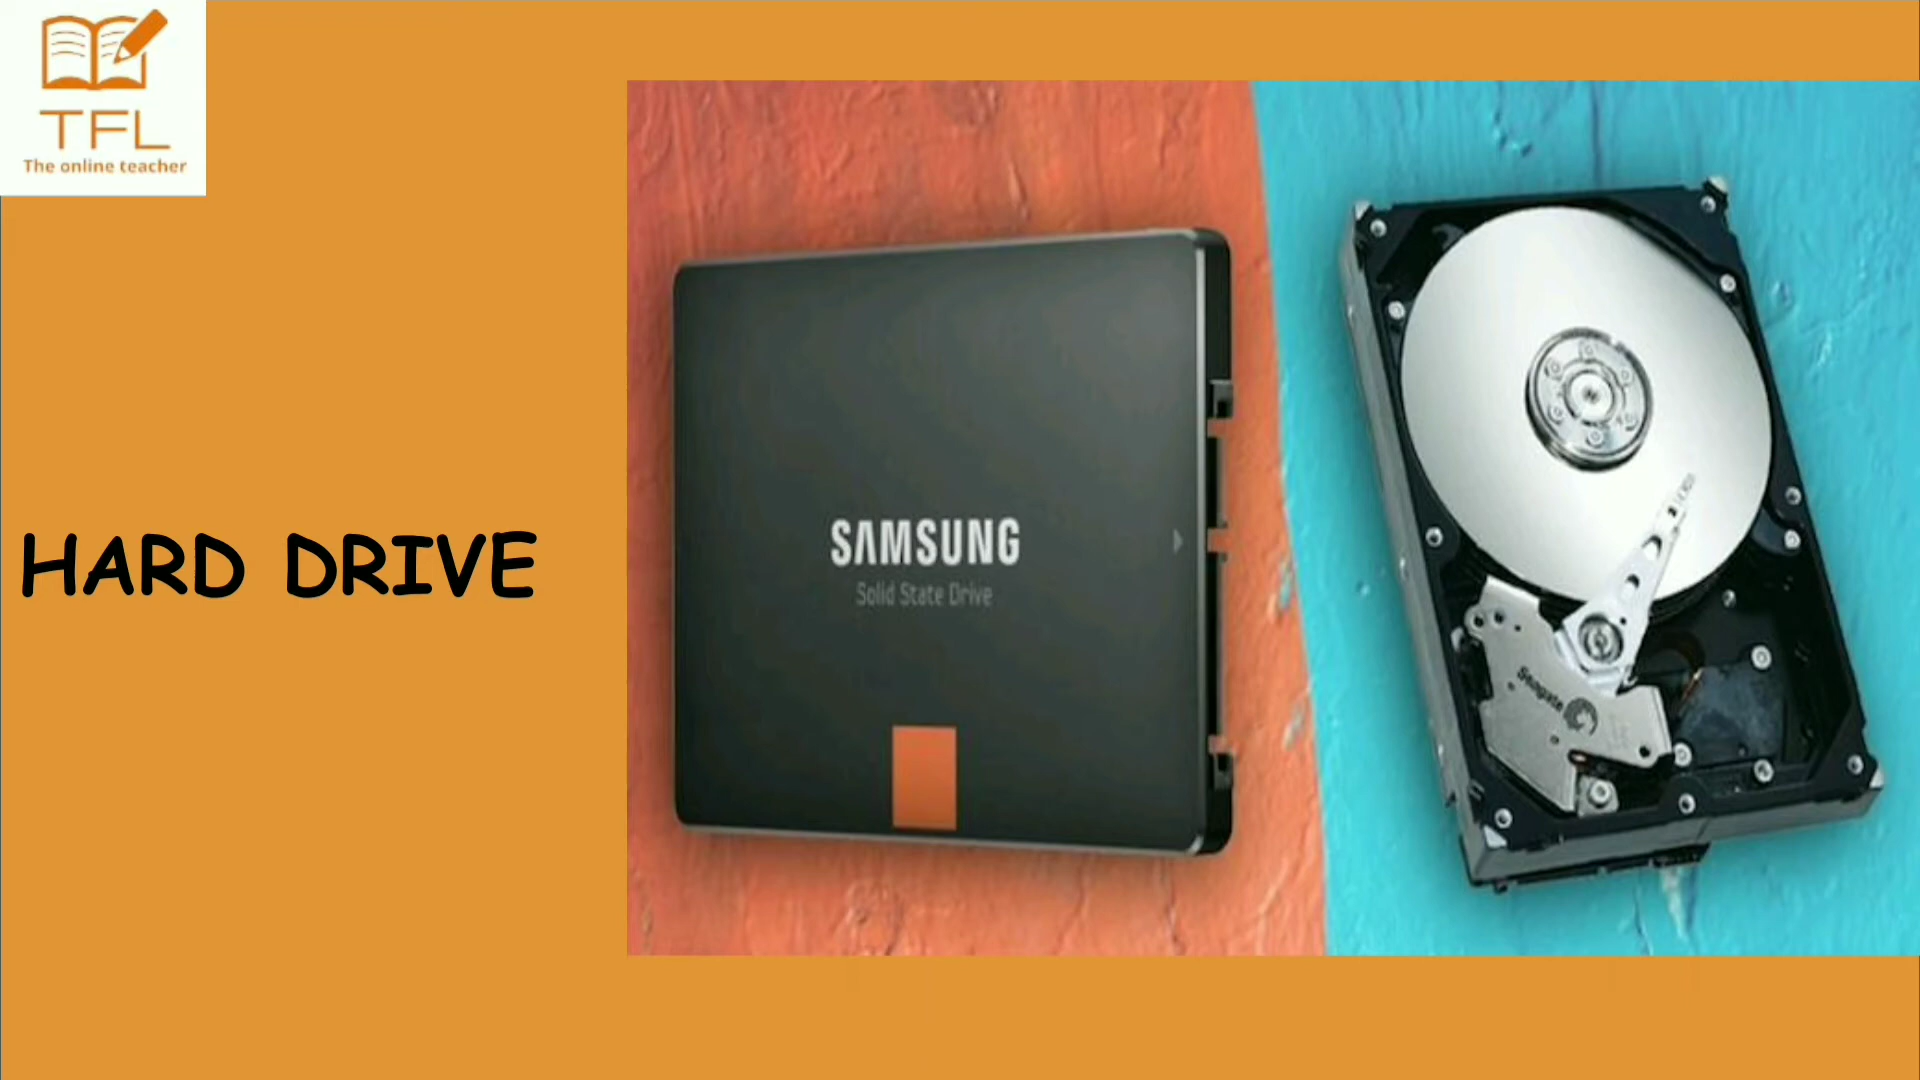 TFL
The online teacher
HARD DRIVE
SAMSUNG
Solid State Drive
Seagate